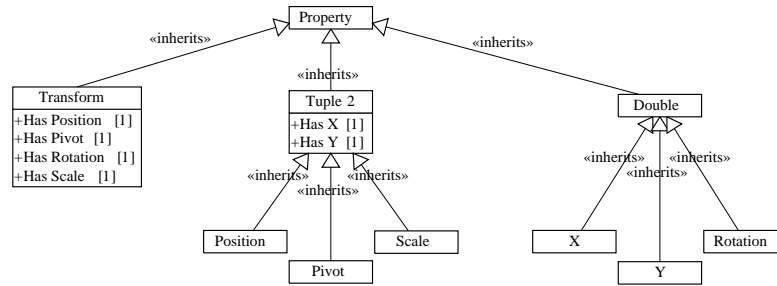 Property
«inherits»
«inherits»
«inherits»
Transform
+Has Position [1]
+Has Pivot [1]
+Has Rotation [1]
+Has Scale [1]
Tuple 2
+Has X [1]
+Has Y [1]
Double
«inherits»
«inherits»
«inherits»
«inherits»
«inherits»
«inherits»
Position
Scale
Pivot
X
Rotation
Y